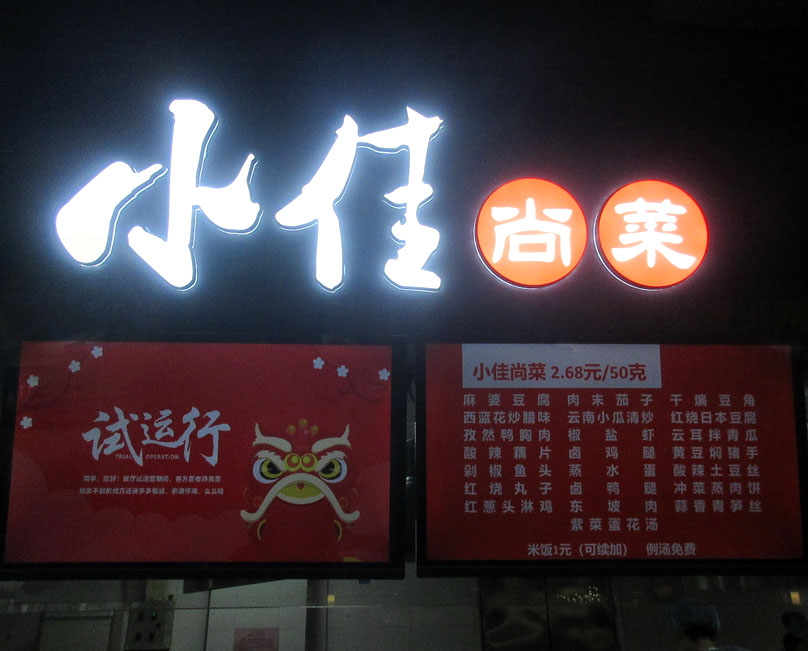 小佳尚菜
试运行
TRIAL OPERATION
小佳尚菜 2.68元/50克
麻婆豆腐 肉末茄子 干煸豆角
西蓝花炒腊味 云南小瓜清炒 红烧日本豆腐
孜然鸭胸肉 椒盐虾 云耳拌青瓜
酸辣藕片 卤鸡腿 黄豆焖猪手
剁椒鱼头 蒸水蛋 酸辣土豆丝
红烧丸子 卤鸭腿 冲菜蒸肉饼
红葱头淋鸡 东坡肉 蒜香青笋丝
紫菜蛋花汤
米饭1元（可续加） 例汤免费